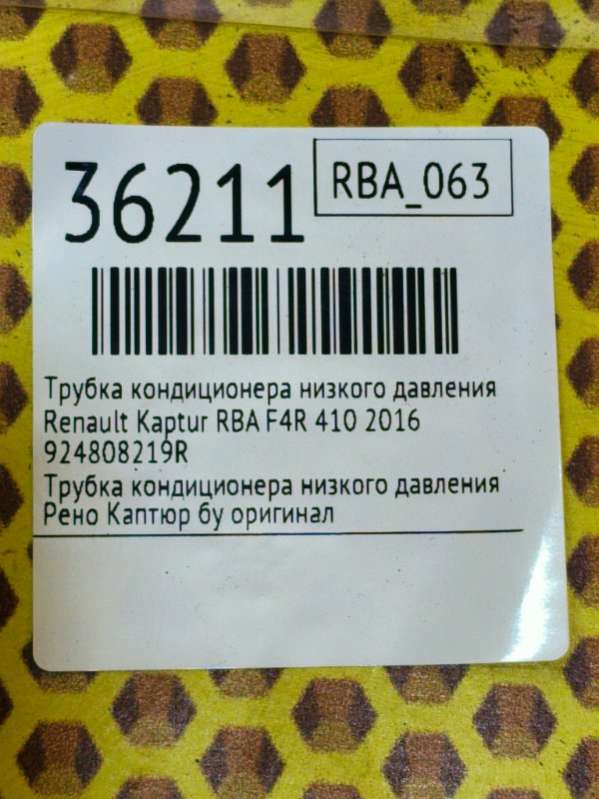 36211
RBA_063
Трубка кондиционера низкого давления
Renault Kaptur RBA F4R 410 2016
924808219R
Трубка кондиционера низкого давления
Рено Каптюр бу оригинал